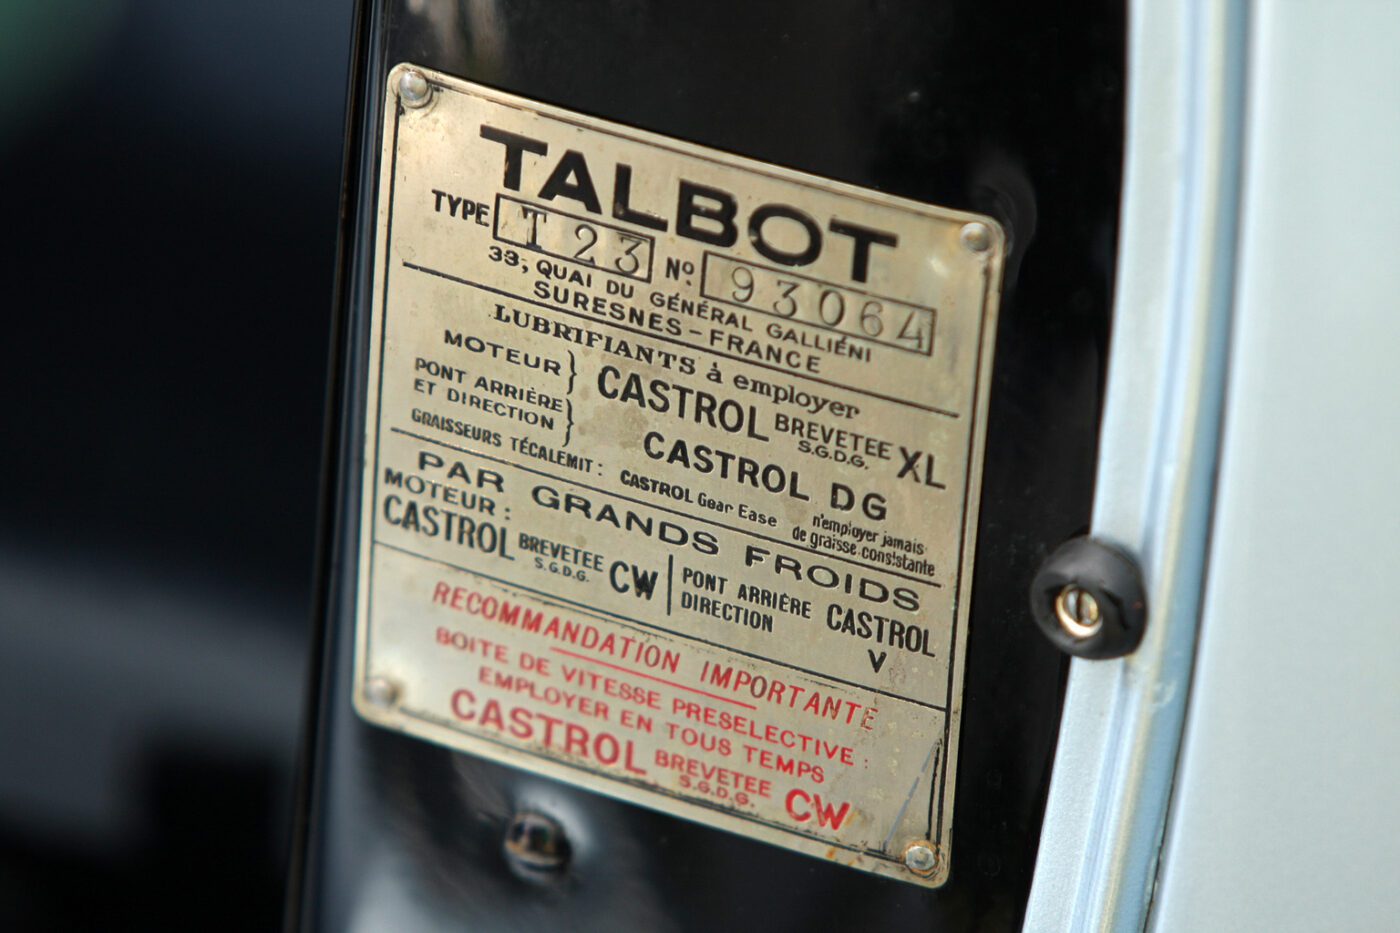 TALBOT
TYPE T 23 Nº 93064
33, QUAI DU GÉNÉRAL GALLIÉNI
SURESNES-FRANCE
LUBRIFIANTS à employer
MOTEUR } CASTROL BREVETEE S.G.D.G. XL
PONT ARRIÈRE
ET DIRECTION } CASTROL DG
GRAISSEURS TÉCALEMIT : CASTROL Gear Ease n'employer jamais
de graisse consistante
PAR GRANDS FROIDS
MOTEUR :
CASTROL BREVETEE S.G.D.G. CW
PONT ARRIÈRE
DIRECTION CASTROL
V
RECOMMANDATION IMPORTANTE
BOITE DE VITESSE PRESELECTIVE :
EMPLOYER EN TOUS TEMPS
CASTROL BREVETEE S.G.D.G. CW